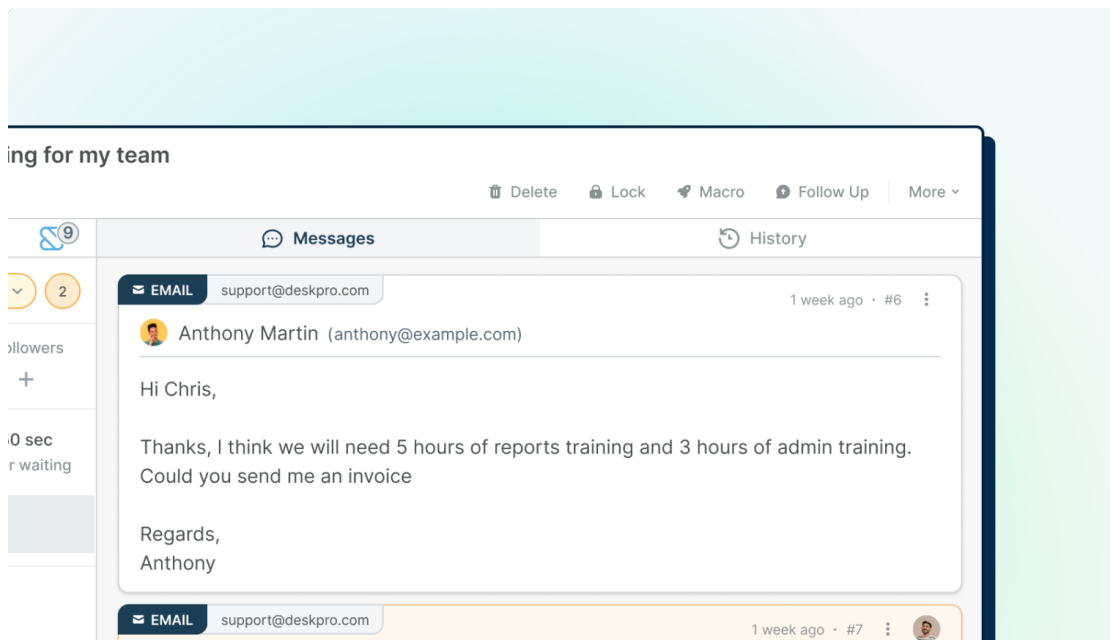 ing for my team
Delete
Lock
Macro
Follow Up
More
9
Messages
History
2
EMAIL
support@deskpro.com
1 week ago · #6
Anthony Martin (anthony@example.com)
ollowers
Hi Chris,
0 sec
r waiting
Thanks, I think we will need 5 hours of reports training and 3 hours of admin training.
Could you send me an invoice
Regards,
Anthony
EMAIL
support@deskpro.com
1 week ago · #7